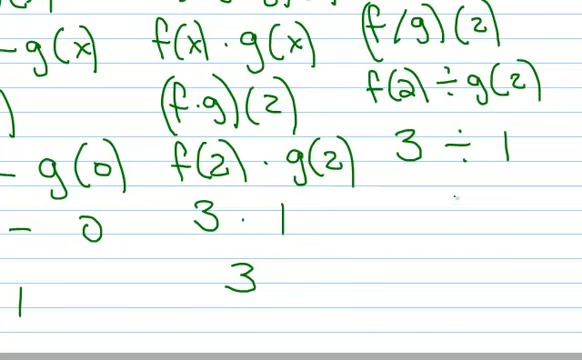 - g(x)
- g(0)
- 0
1
f(x) · g(x)
(f·g)(2)
f(2) · g(2)
3 · 1
3
(f/g)(2)
f(2) ÷ g(2)
3 ÷ 1